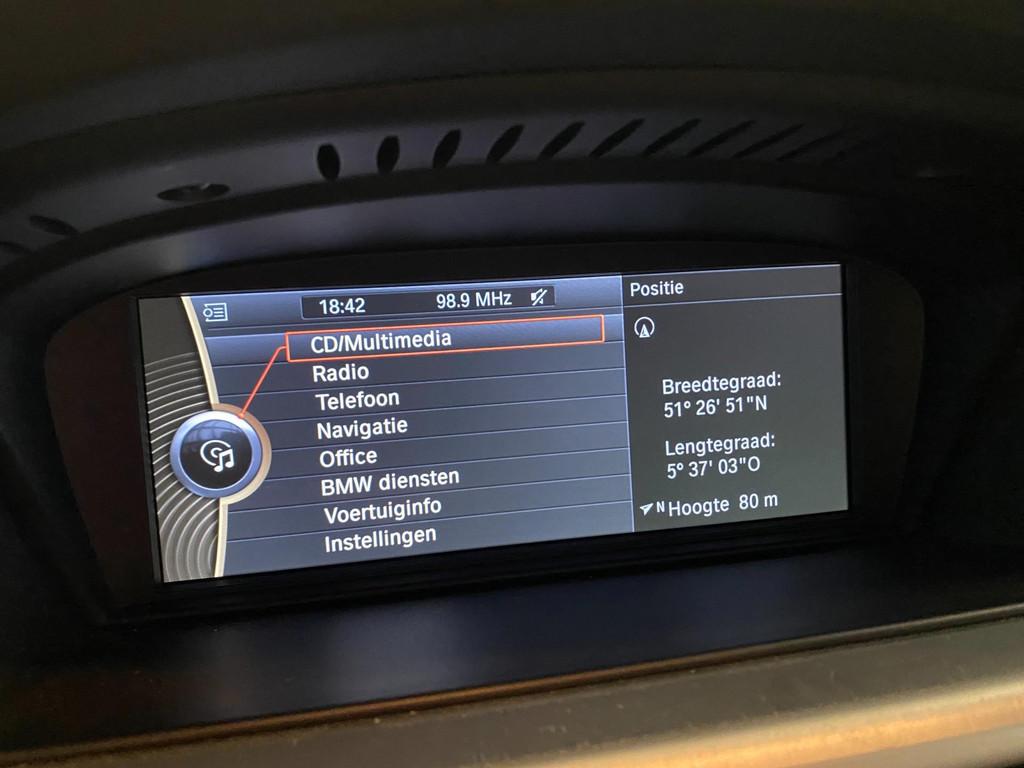 18:42 98.9 MHz
CD/Multimedia
Radio
Telefoon
Navigatie
Office
BMW diensten
Voertuiginfo
Instellingen
Positie
Breedtegraad:
51° 26' 51"N
Lengtegraad:
5° 37' 03"O
N Hoogte 80 m